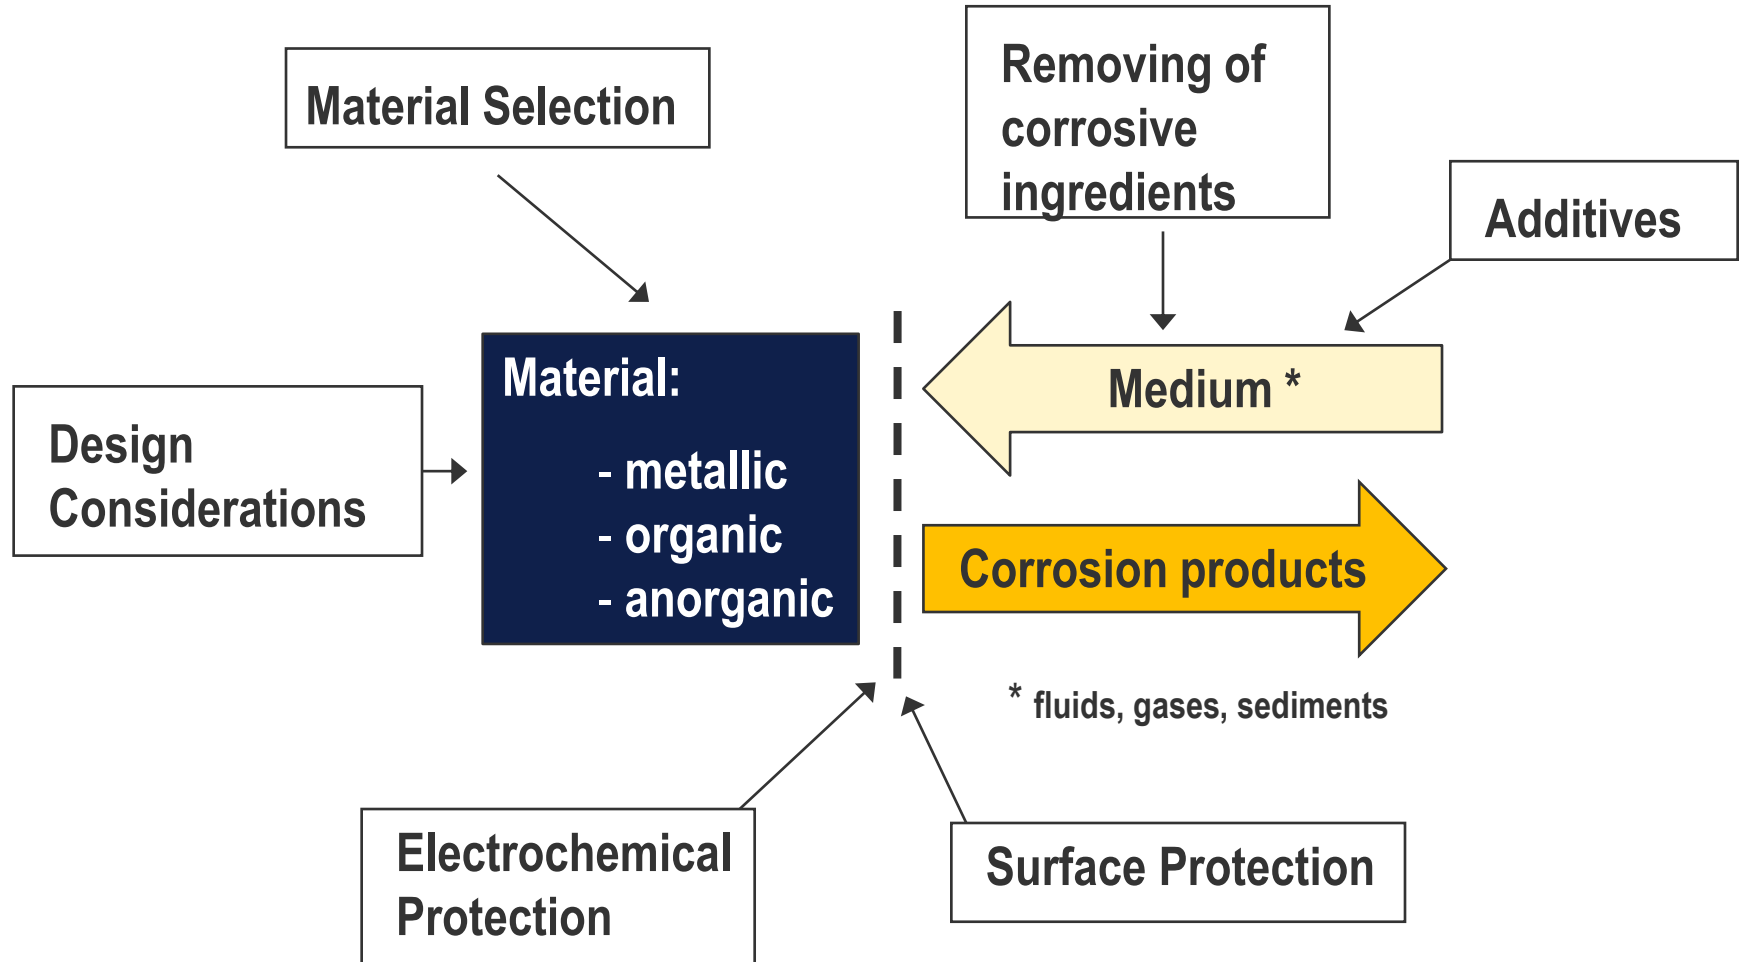 Material Selection
Removing of
corrosive
ingredients
Additives
Design
Considerations
Material:
- metallic
- organic
- anorganic
Medium *
Corrosion products
* fluids, gases, sediments
Electrochemical
Protection
Surface Protection